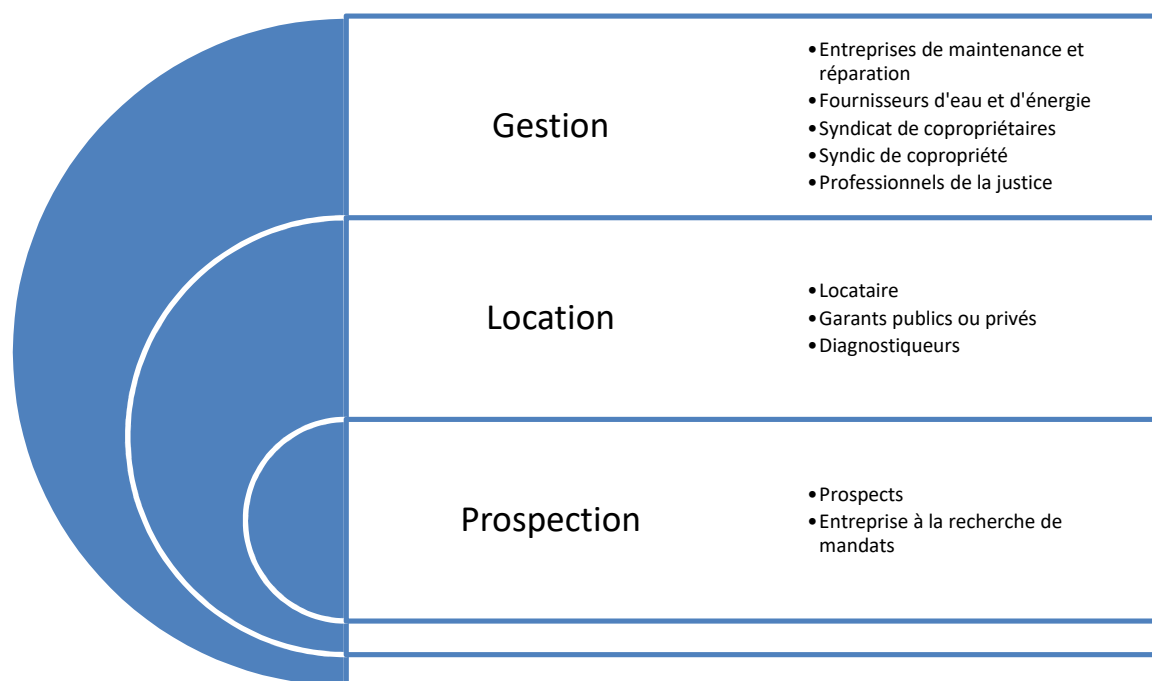 Gestion
•Entreprises de maintenance et
réparation
•Fournisseurs d'eau et d'énergie
•Syndicat de copropriétaires
•Syndic de copropriété
•Professionnels de la justice
Location
•Locataire
•Garants publics ou privés
•Diagnostiqueurs
Prospection
•Prospects
•Entreprise à la recherche de
mandats